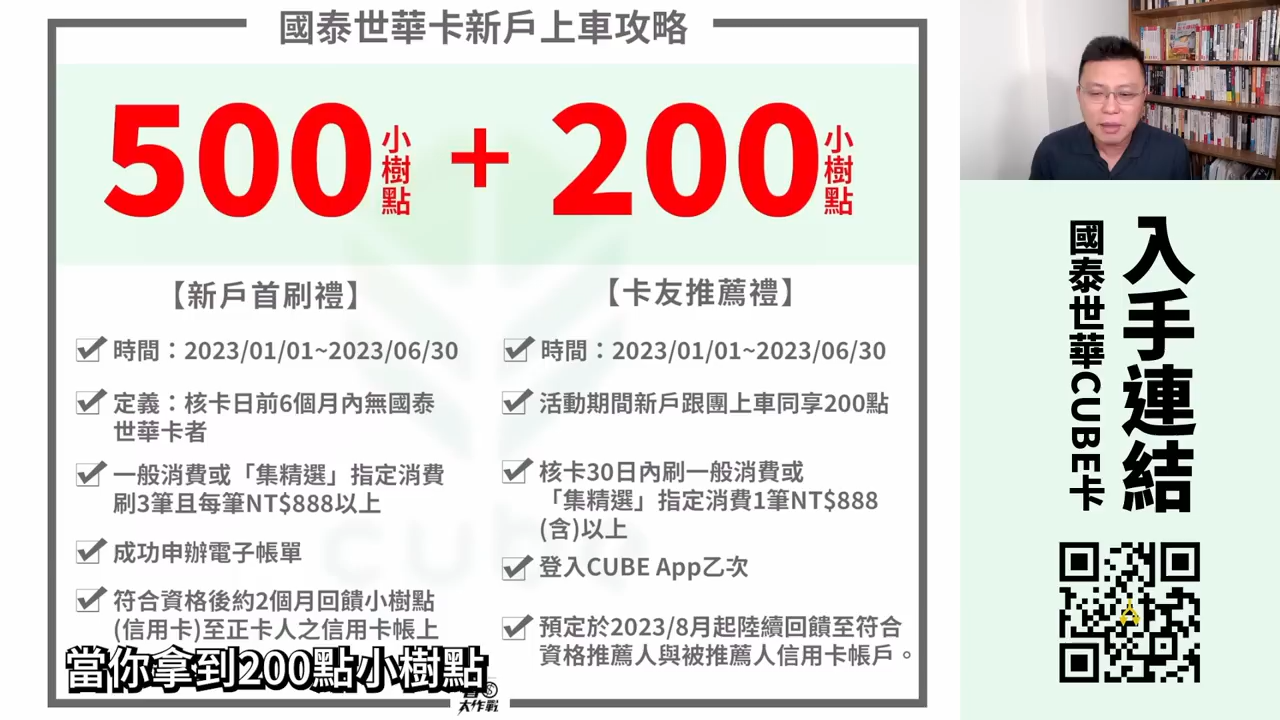 國泰世華卡新戶上車攻略
500小樹點 + 200小樹點
【新戶首刷禮】
時間：2023/01/01~2023/06/30
定義：核卡日前6個月內無國泰
世華卡者
一般消費或「集精選」指定消費
刷3筆且每筆NT$888以上
成功申辦電子帳單
符合資格後約2個月回饋小樹點
(信用卡)至正卡人之信用卡帳上
【卡友推薦禮】
時間：2023/01/01~2023/06/30
活動期間新戶跟團上車同享200點
核卡30日內刷一般消費或
「集精選」指定消費1筆NT$888
(含)以上
登入CUBE App乙次
預定於2023/8月起陸續回饋至符合
資格推薦人與被推薦人信用卡帳戶。
當你拿到200點小樹點
大作戰
cube
入手連結
國泰世華CUBE卡